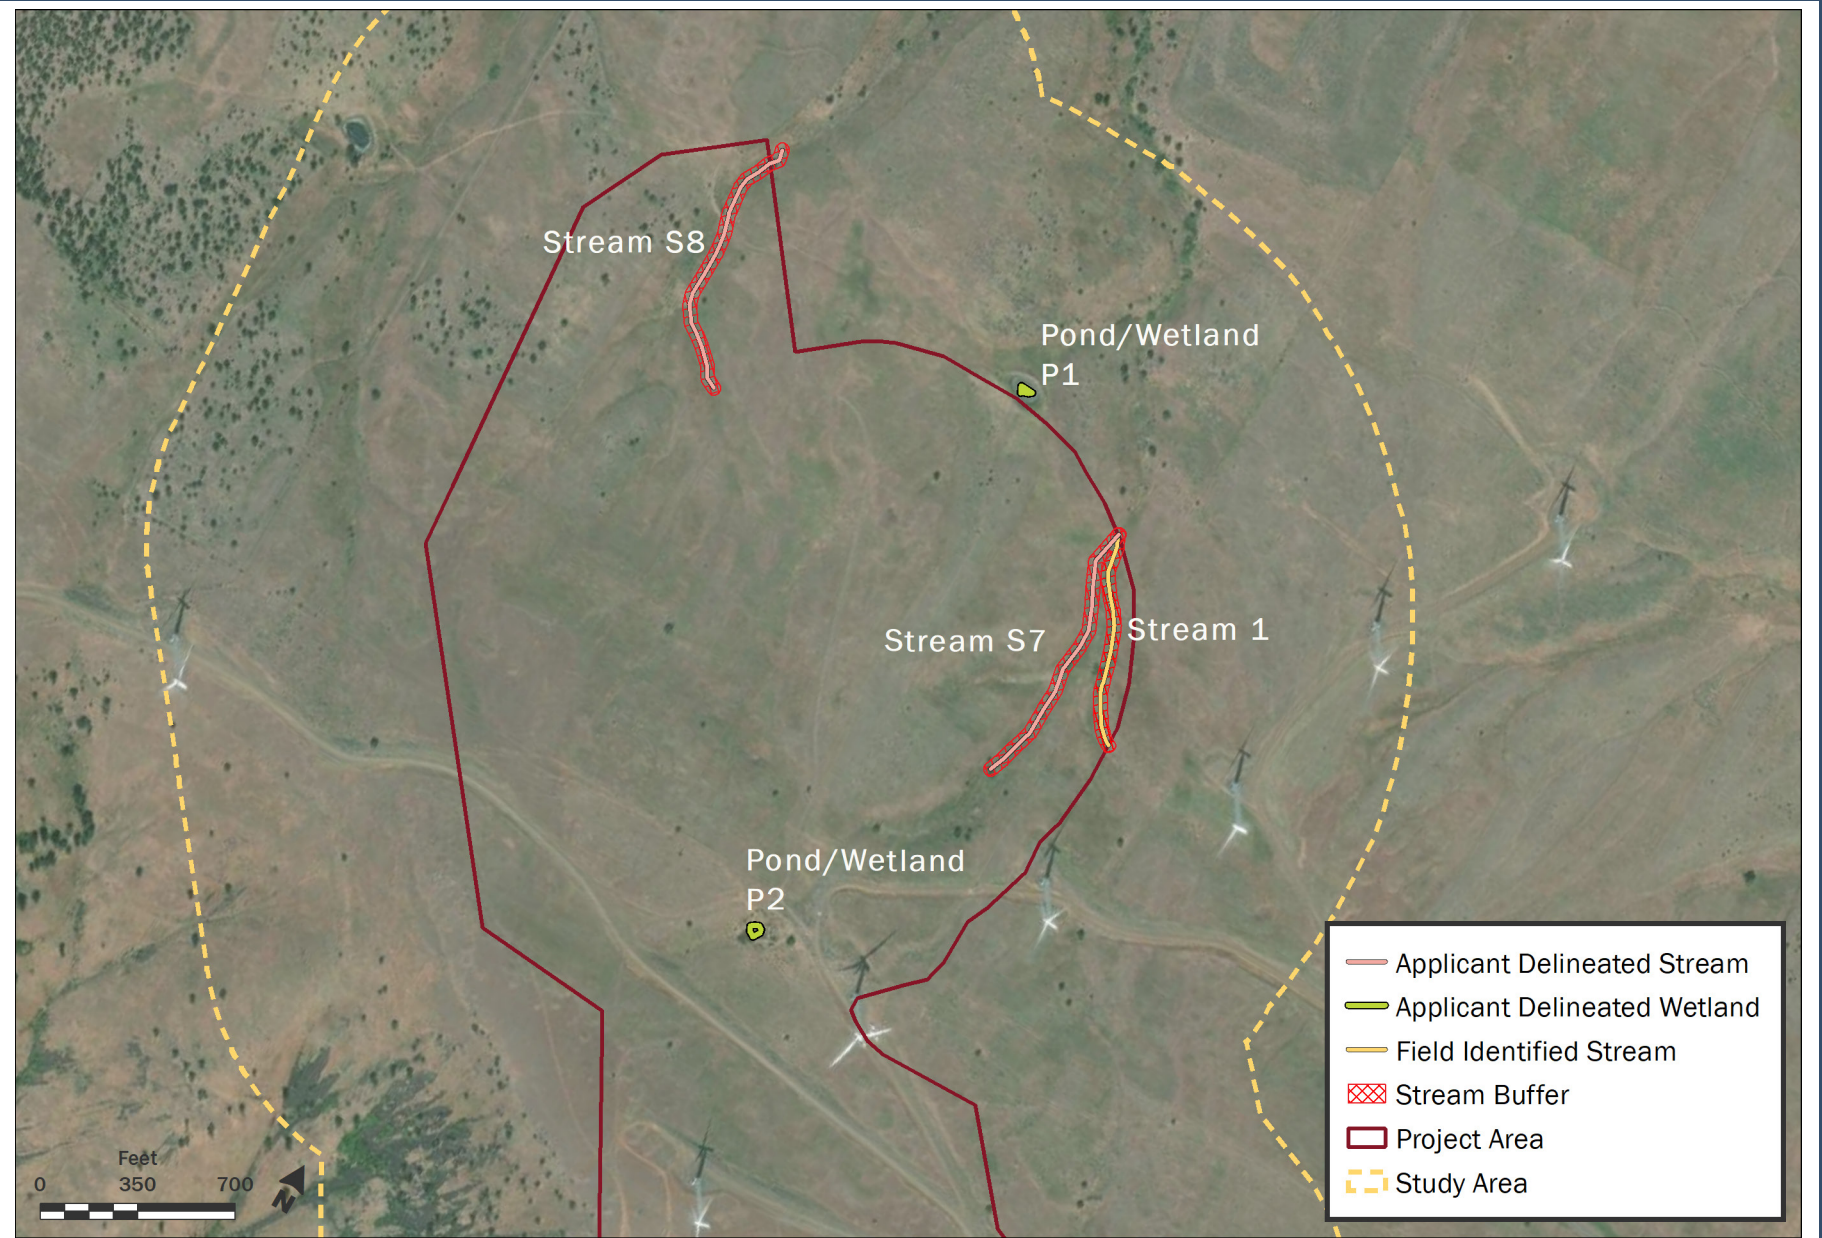 Stream S8
Pond/Wetland
P1
Stream S7
Stream 1
Pond/Wetland
P2
Applicant Delineated Stream
Applicant Delineated Wetland
Field Identified Stream
Stream Buffer
Project Area
Study Area
Feet
0 350 700
N